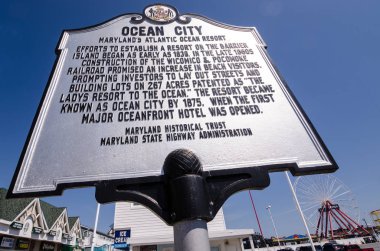 OCEAN CITY
MARYLAND'S ATLANTIC OCEAN RESORT
EFFORTS TO ESTABLISH A RESORT ON THE BARRIER
ISLAND BEGAN AS EARLY AS 1838. IN THE LATE 1860S
CONSTRUCTION OF THE WICOMICO & POCOMOKE
RAILROAD PROMISED AN INCREASE IN BEACH VISITORS,
PROMPTING INVESTORS TO LAY OUT STREETS AND
BUILDING LOTS ON 267 ACRES PATENTED AS "THE
LADYS RESORT TO THE OCEAN." THE RESORT BECAME
KNOWN AS OCEAN CITY BY 1875, WHEN THE FIRST
MAJOR OCEANFRONT HOTEL WAS OPENED.
MARYLAND HISTORICAL TRUST
MARYLAND STATE HIGHWAY ADMINISTRATION
ICE